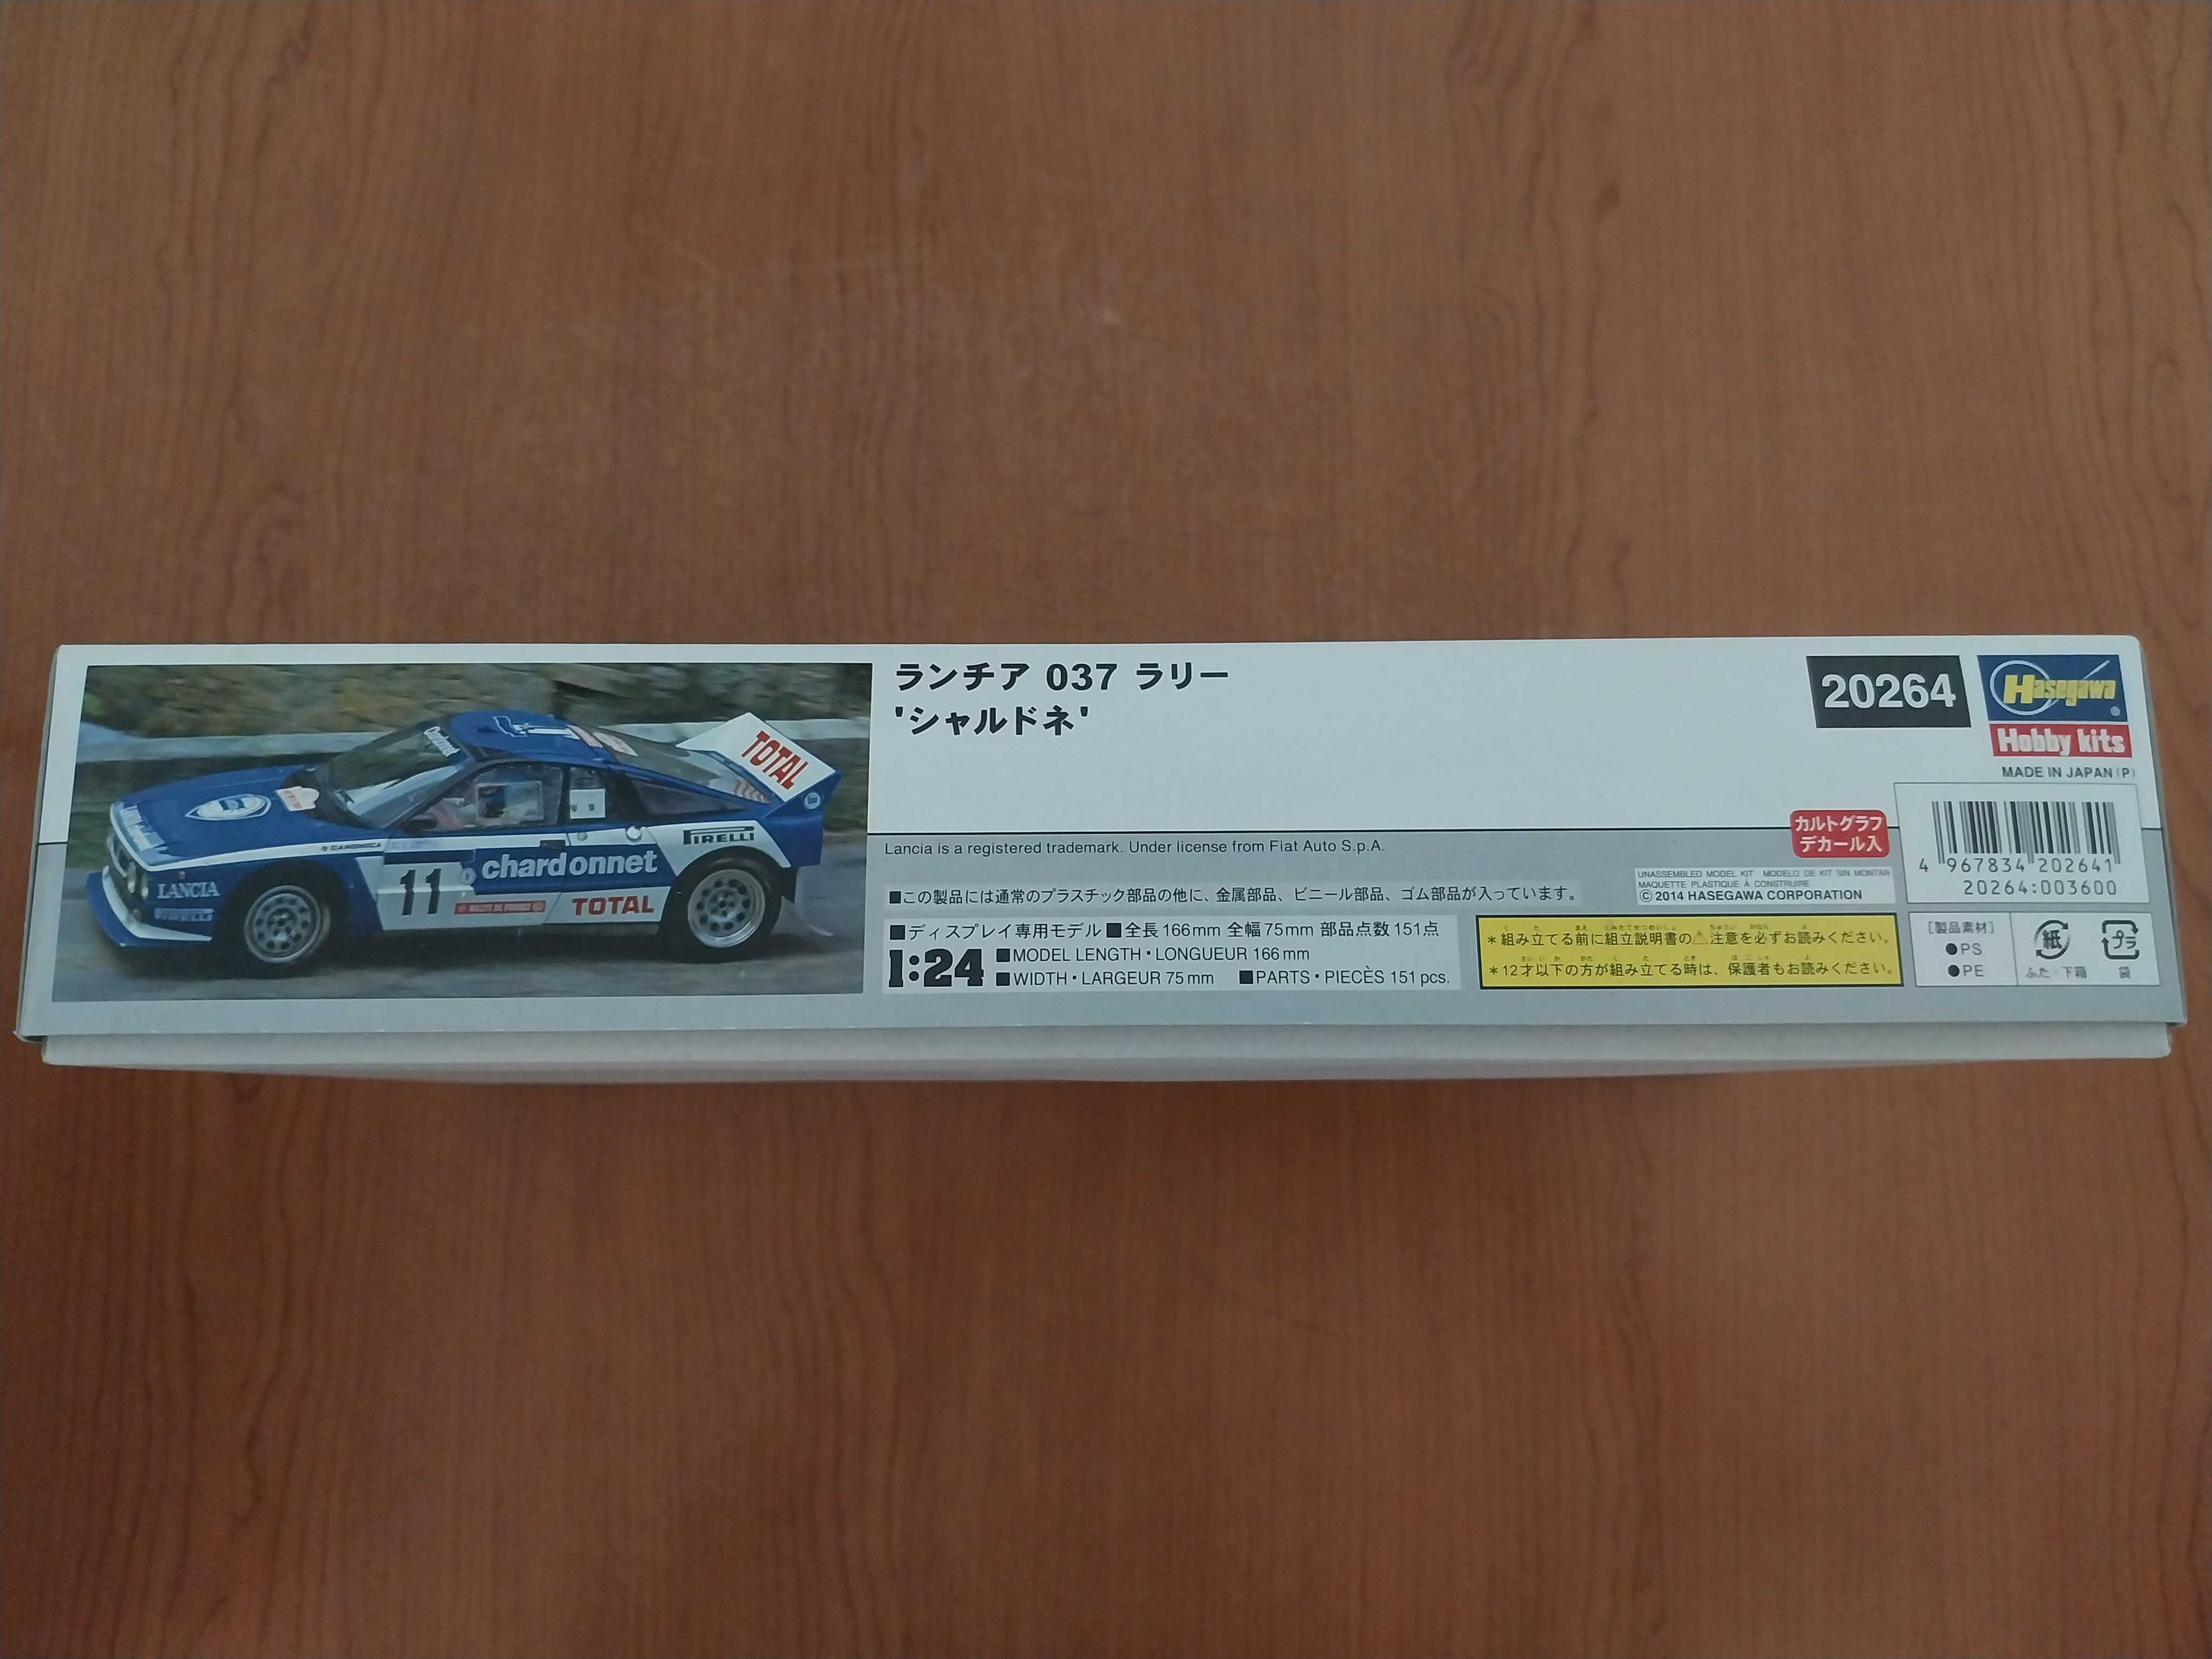 ランチア 037 ラリー
'シャルドネ'
20264
Hasegawa
Hobby kits
MADE IN JAPAN (P)
カルトグラフ
デカール入
4 967834 202641
20264:003600
Lancia is a registered trademark. Under license from Fiat Auto S.p.A.
■この製品には通常のプラスチック部品の他に、金属部品、ビニール部品、ゴム部品が入っています。
UNASSEMBLED MODEL KIT MODELO DE KIT SIN MONTAR
MAQUETTE PLASTIQUE À CONSTRUIRE
© 2014 HASEGAWA CORPORATION
■ディスプレイ専用モデル ■全長166mm 全幅75mm 部品点数151点
1:24
■MODEL LENGTH・LONGUEUR 166 mm
■WIDTH・LARGEUR 75 mm ■PARTS・PIECÈS 151 pcs.
*組み立てる前に組立説明書の⚠注意を必ずお読みください。
*12才以下の方が組み立てる時は、保護者もお読みください。
[製品素材]
●PS
●PE
紙
ふた・下箱
プラ
袋
TOTAL
PIRELLI
chardonnet
11
LANCIA
RALLYE DE FRANCE
TOTAL